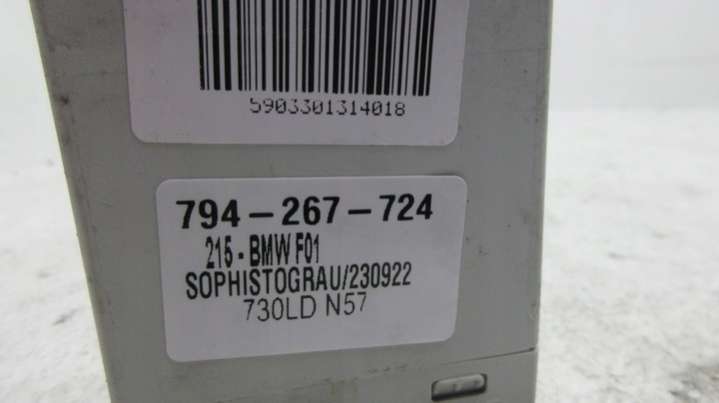 5903301314018
794-267-724
215-BMW F01
SOPHISTOGRAU/230922
730LD N57